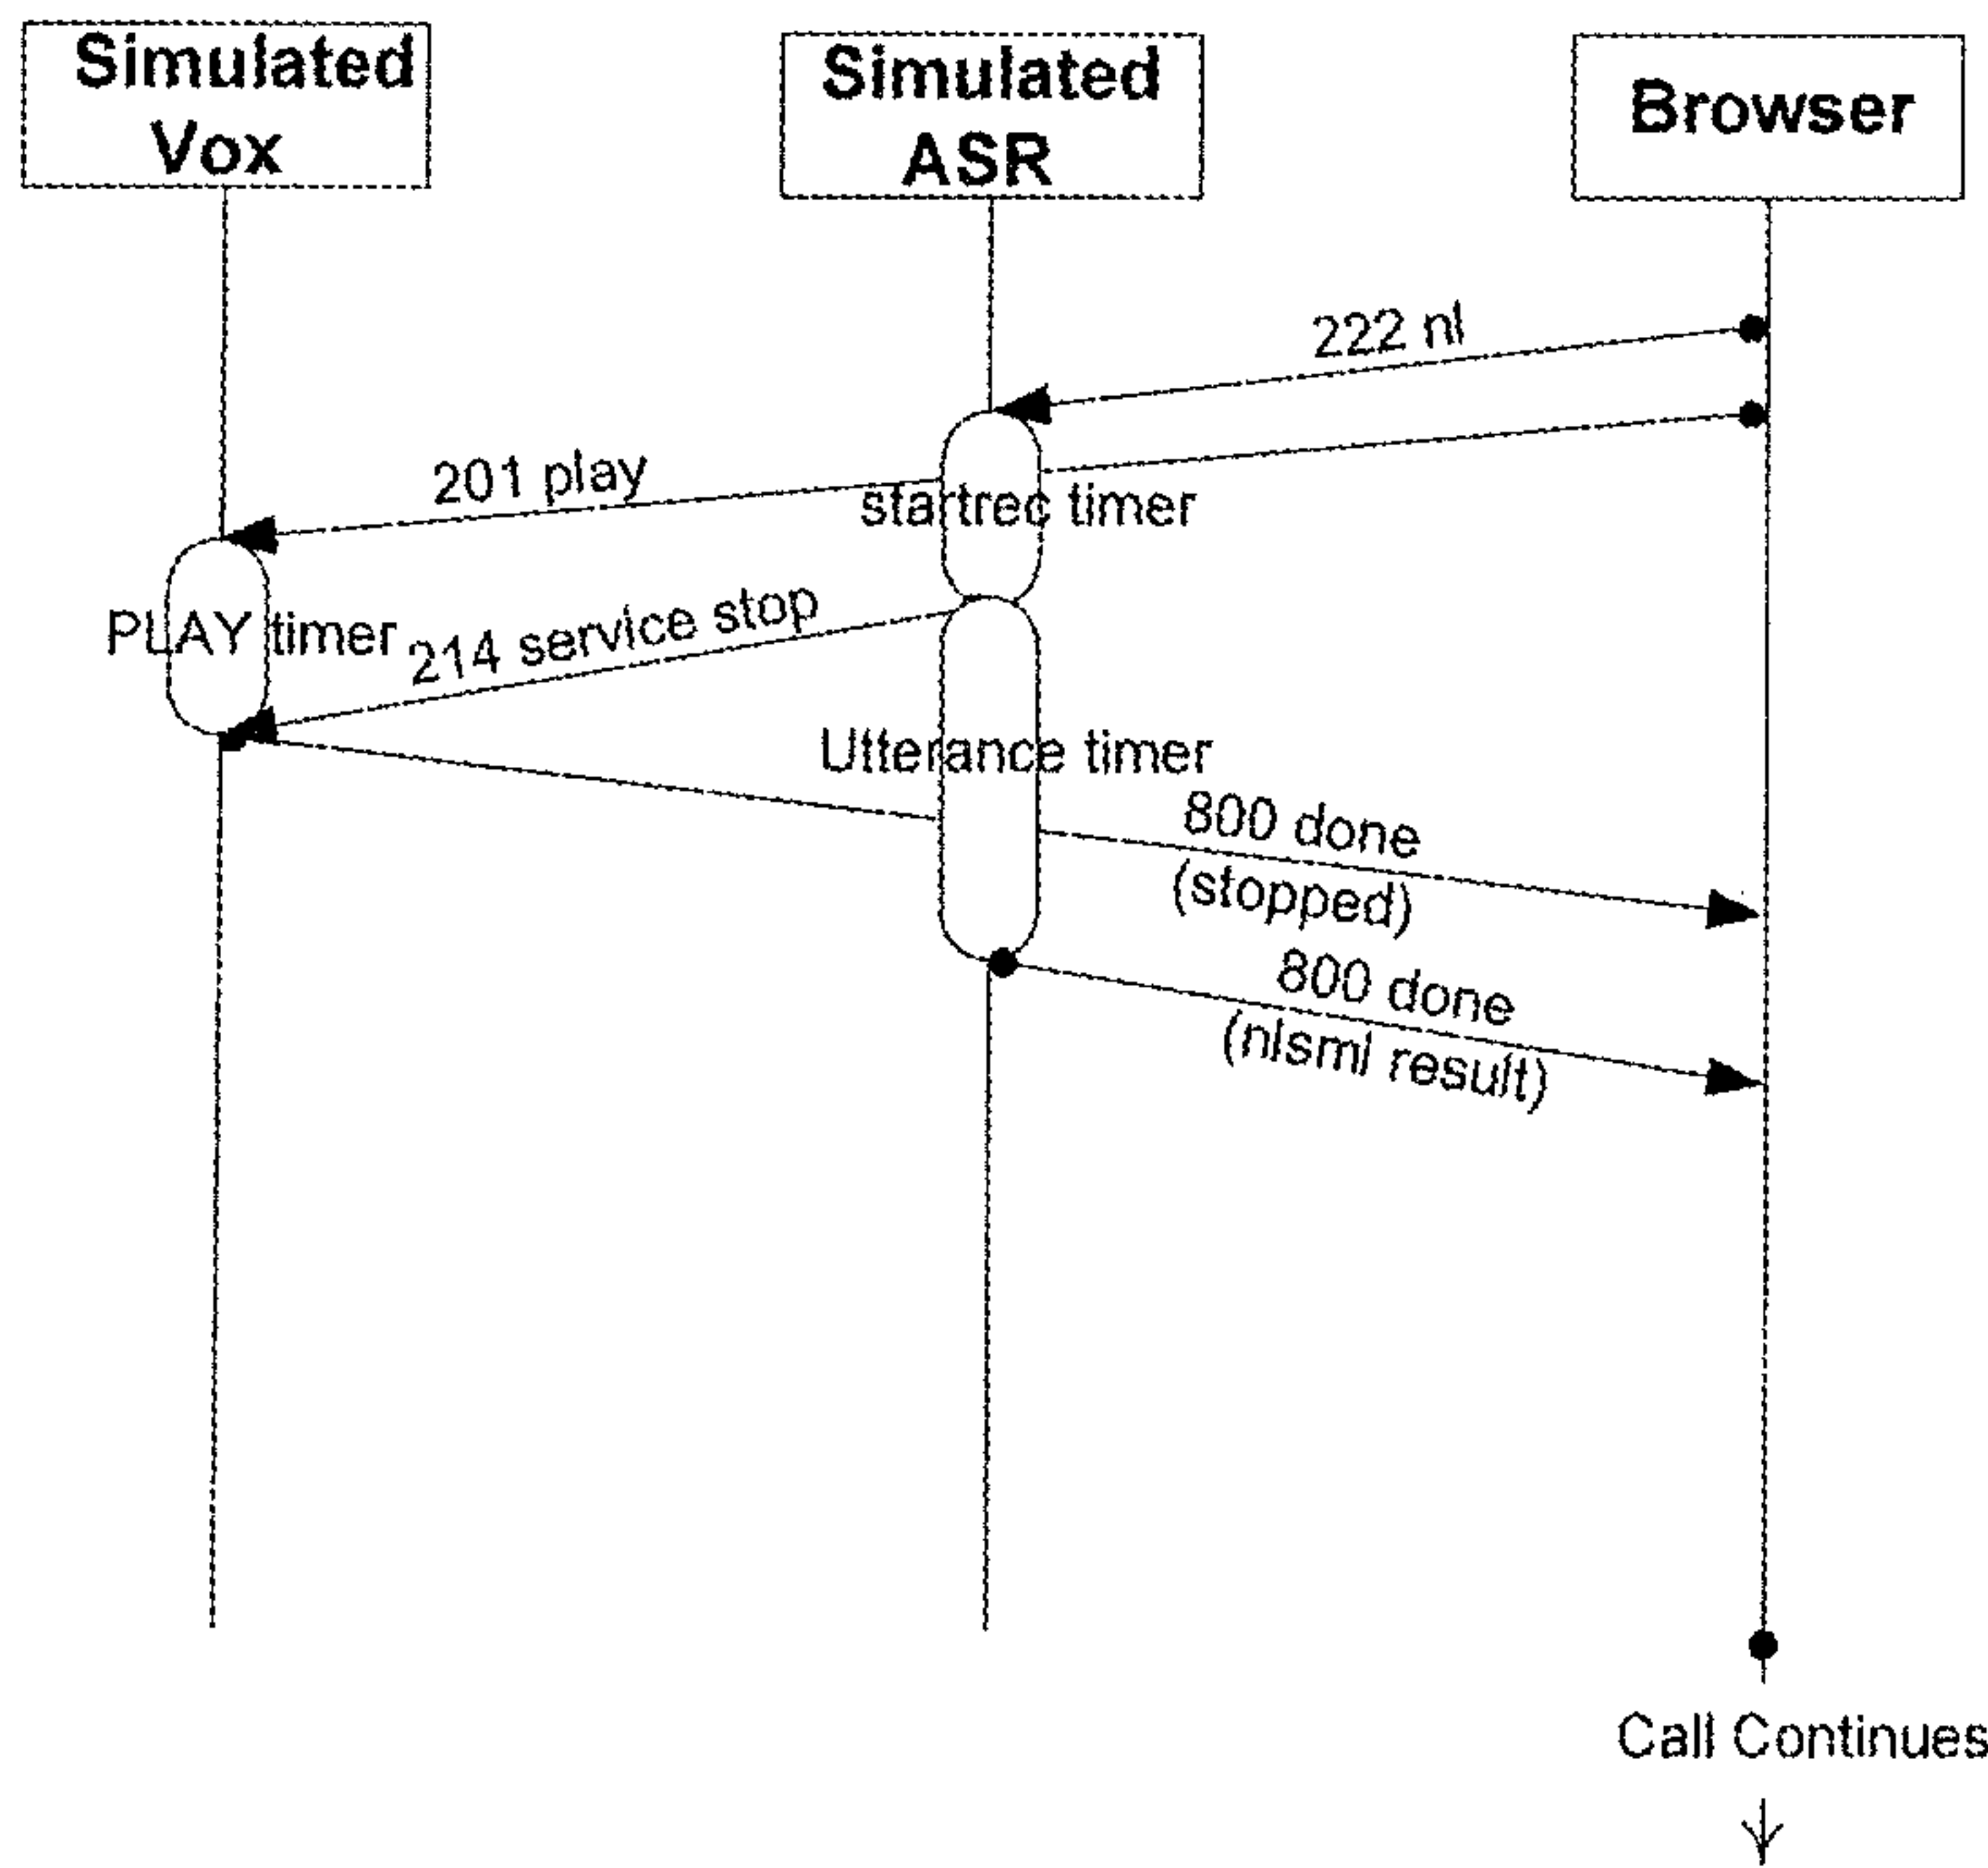 Simulated
Vox
Simulated
ASR
Browser
222 nl
201 play
startrec timer
PLAY timer
214 service stop
Utterance timer
800 done
(stopped)
800 done
(nlsml result)
Call Continues